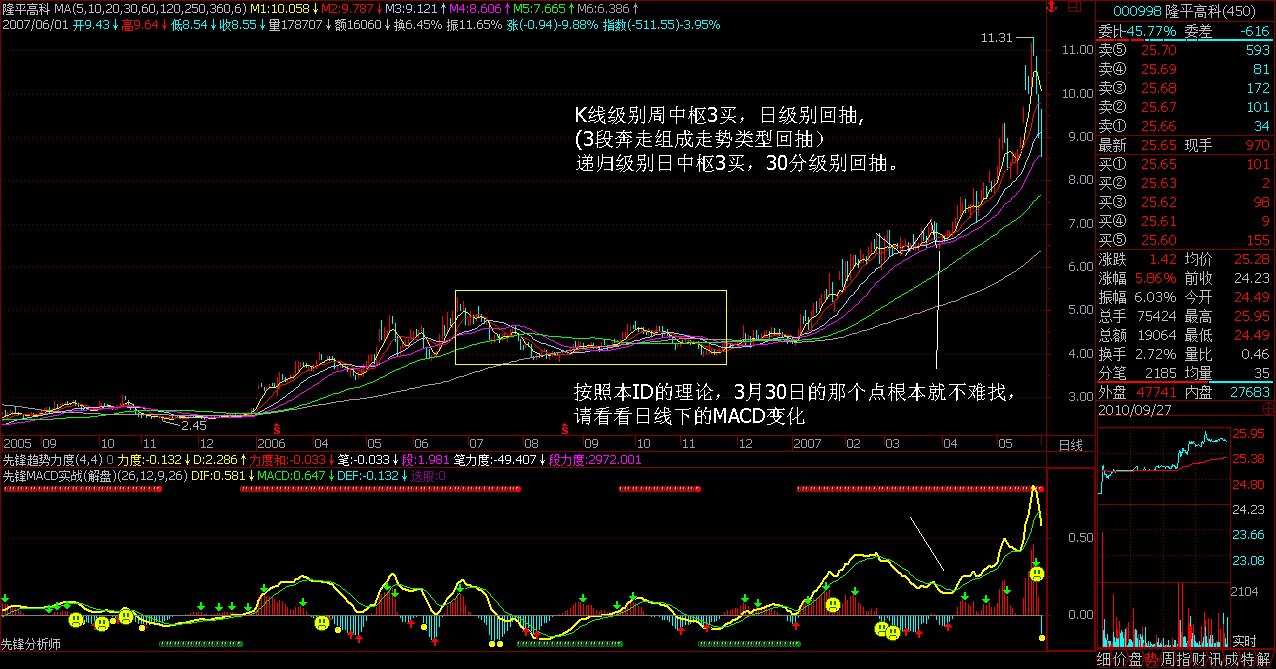 隆平高科 MA(5,10,20,30,60,120,250,360,6) M1:10.058↓ M2:9.787↓ M3:9.121↑ M4:8.606↑ M5:7.665↑ M6:6.386↑
2007/06/01 开9.43↓高9.64↓低8.54↓收8.55↓量178707↓额16060↓换6.45% 振11.65% 涨(-0.94)-9.88% 指数(-511.55)-3.95%
11.31
K线级别周中枢3买，日级别回抽,
(3段奔走组成走势类型回抽）
递归级别日中枢3买，30分级别回抽。
按照本ID的理论，3月30日的那个点根本就不难找，
请看看日线下的MACD变化
2.45
11.00
10.00
9.00
8.00
7.00
6.00
5.00
4.00
3.00
2005 09 10 11 12 2006 04 05 06 07 08 09 10 11 12 2007 02 03 04 05 日线
先锋趋势力度(4,4) 0 力度:-0.132↓D:2.286↑ 力度和:-0.033↓笔:-0.033↓段:1.981 笔力度:-49.407↓段力度:2972.001
先锋MACD实战(解盘)(26,12,9,26) DIF:0.581↓MACD:0.647↓DEF:-0.132↓选股:0
0.50
0.00
先锋分析师
000998 隆平高科(450)
委比45.77% 委差 -616
卖⑤ 25.70 593
卖④ 25.69 81
卖③ 25.68 172
卖② 25.67 101
卖① 25.66 34
最新 25.65 现手 970
买① 25.65 101
买② 25.63 2
买③ 25.62 98
买④ 25.61 9
买⑤ 25.60 155
涨跌 1.42 均价 25.28
涨幅 5.86% 前收 24.23
振幅 6.03% 今开 24.49
总手 75424 最高 25.95
总额 19064 最低 24.49
换手 2.72% 量比 0.46
分笔 2185 均量 35
外盘 47741 内盘 27683
2010/09/27
25.95
25.38
24.80
24.23
23.66
23.08
2104
实时
细价盘势周指财讯成特解